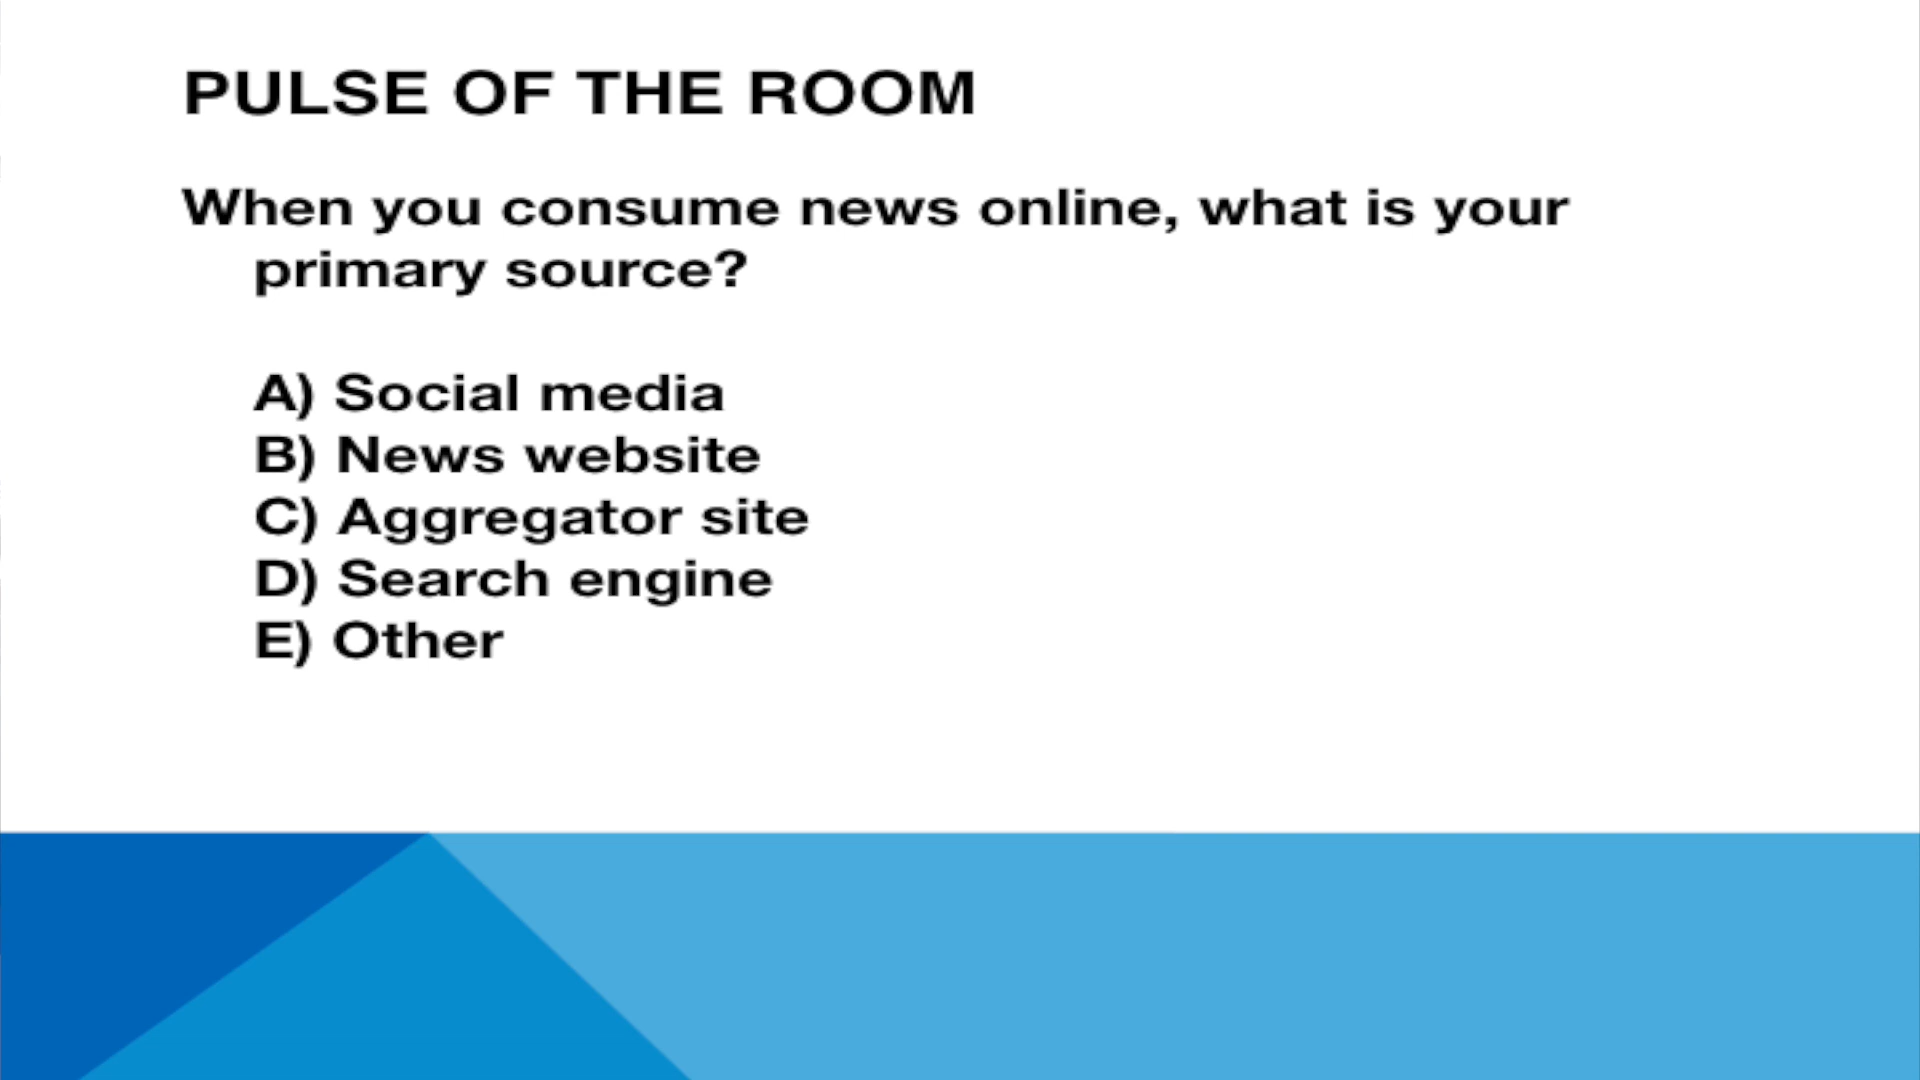 PULSE OF THE ROOM
When you consume news online, what is your
primary source?
A) Social media
B) News website
C) Aggregator site
D) Search engine
E) Other